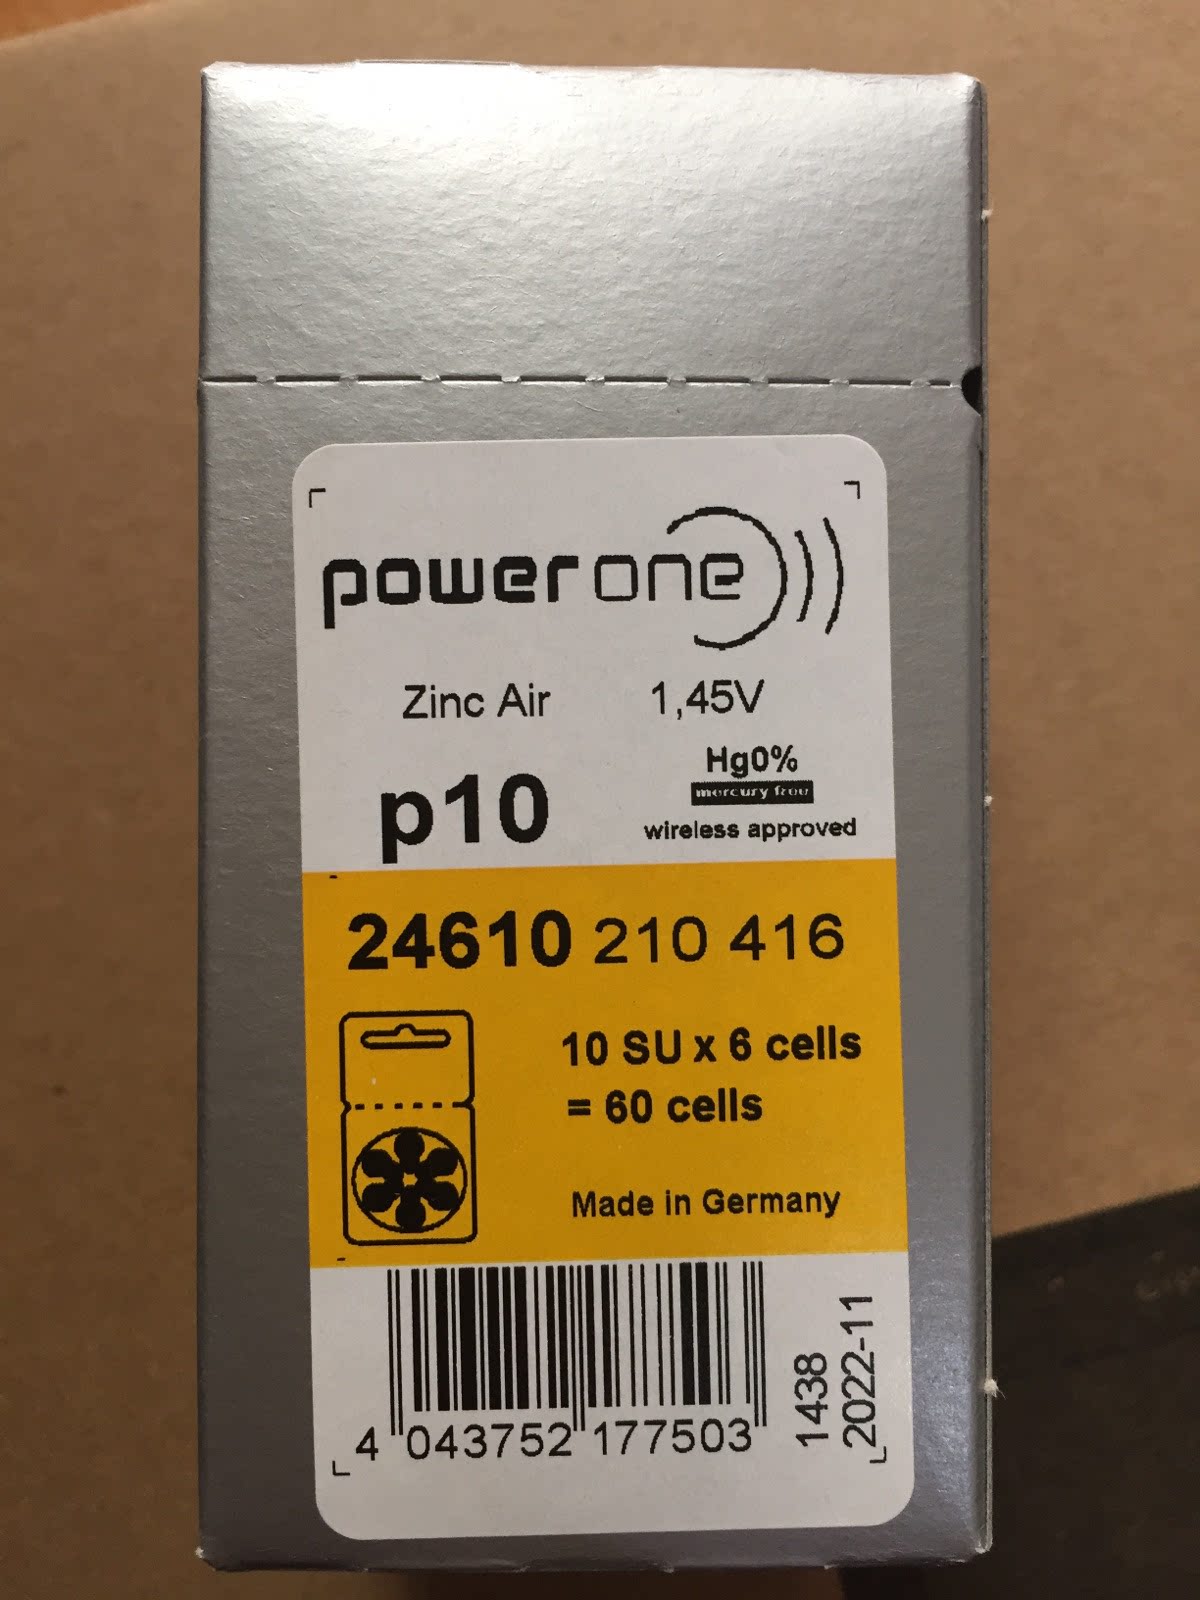 powerone
Zinc Air 1,45V
Hg0%
mercury free
p10
wireless approved
24610 210 416
10 SU x 6 cells
= 60 cells
Made in Germany
4 043752 177503
1438
2022-11